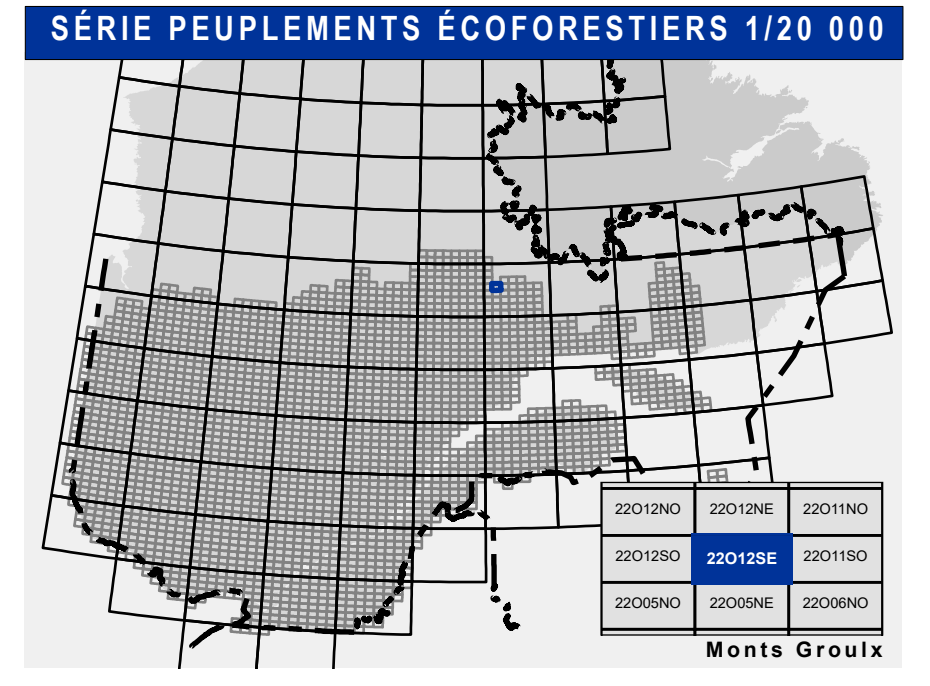 SÉRIE PEUPLEMENTS ÉCOFORESTIERS 1/20 000
22O12NO 22O12NE 22O11NO
22O12SO 22O12SE 22O11SO
22O05NO 22O05NE 22O06NO
Monts Groulx